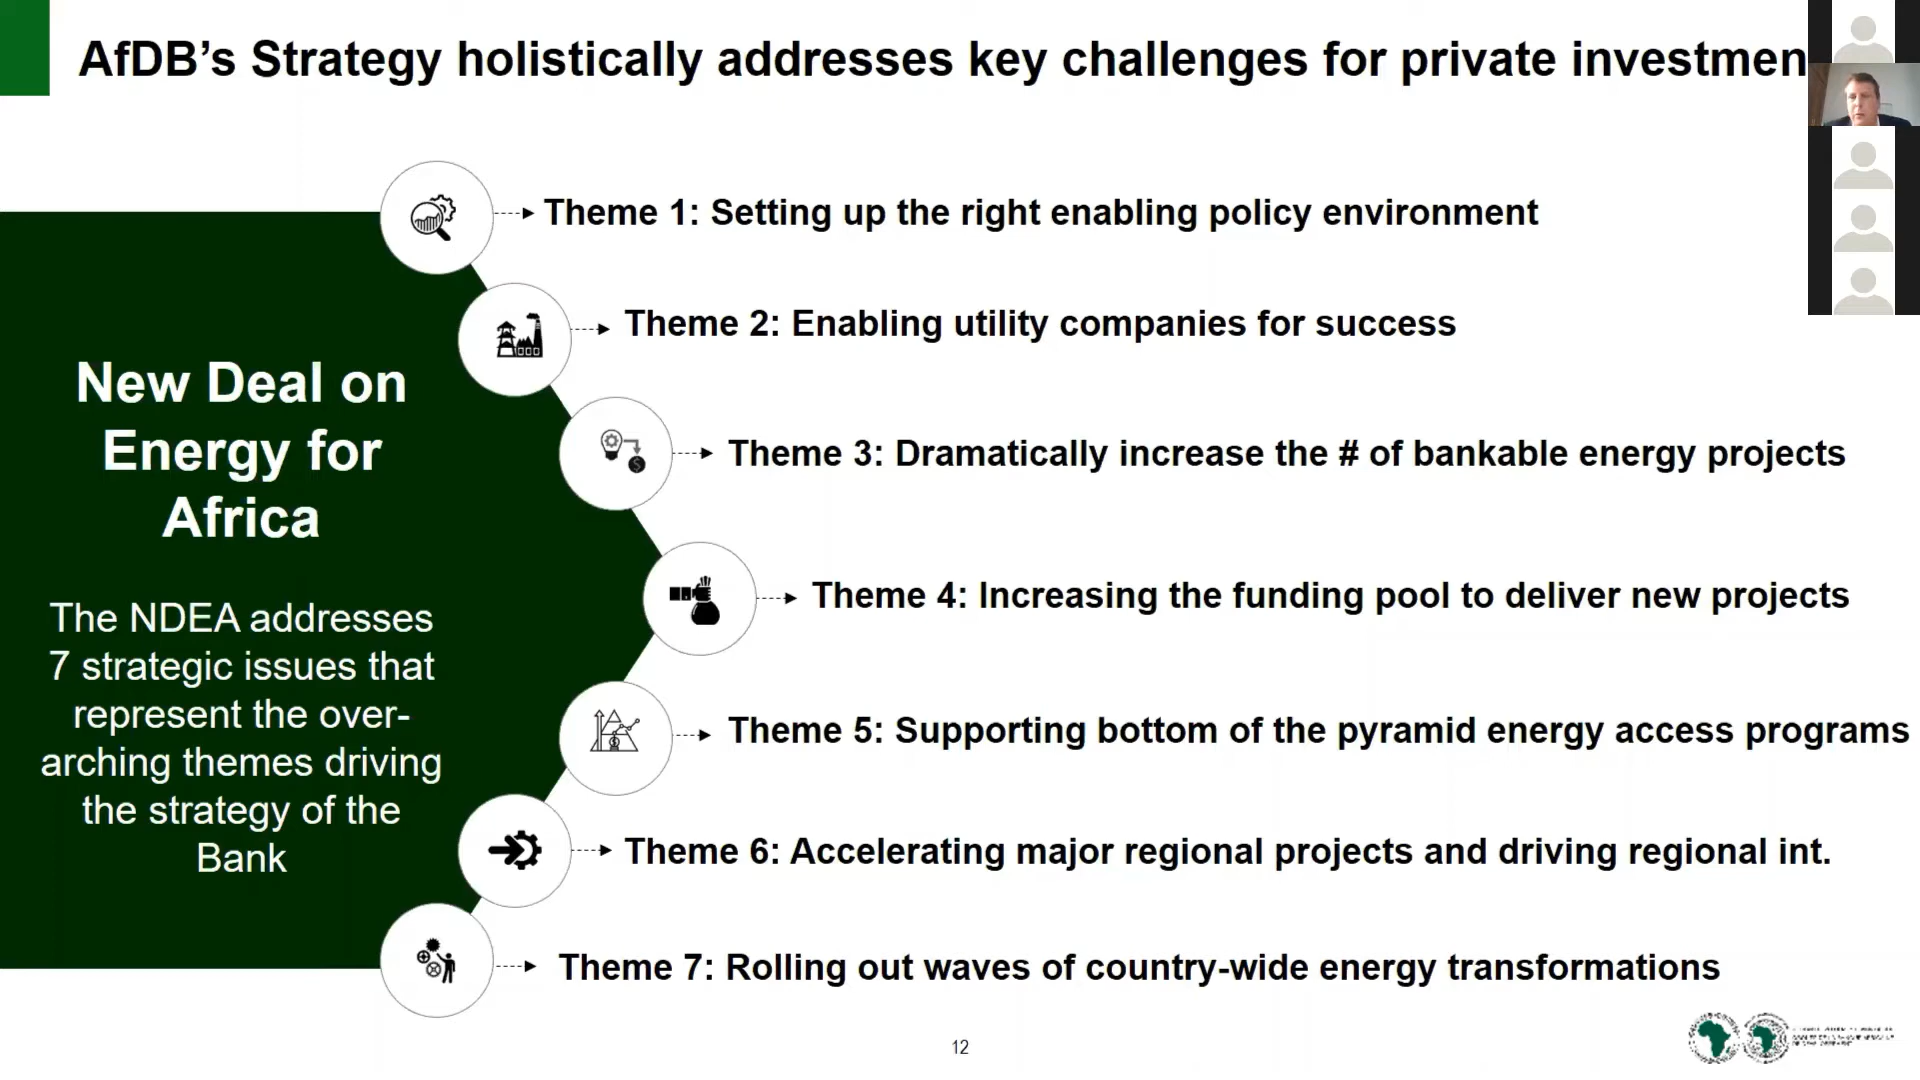 AfDB’s Strategy holistically addresses key challenges for private investmen
Theme 1: Setting up the right enabling policy environment
Theme 2: Enabling utility companies for success
Theme 3: Dramatically increase the # of bankable energy projects
Theme 4: Increasing the funding pool to deliver new projects
Theme 5: Supporting bottom of the pyramid energy access programs
Theme 6: Accelerating major regional projects and driving regional int.
Theme 7: Rolling out waves of country-wide energy transformations
New Deal on
Energy for
Africa
The NDEA addresses
7 strategic issues that
represent the over-
arching themes driving
the strategy of the
Bank
12